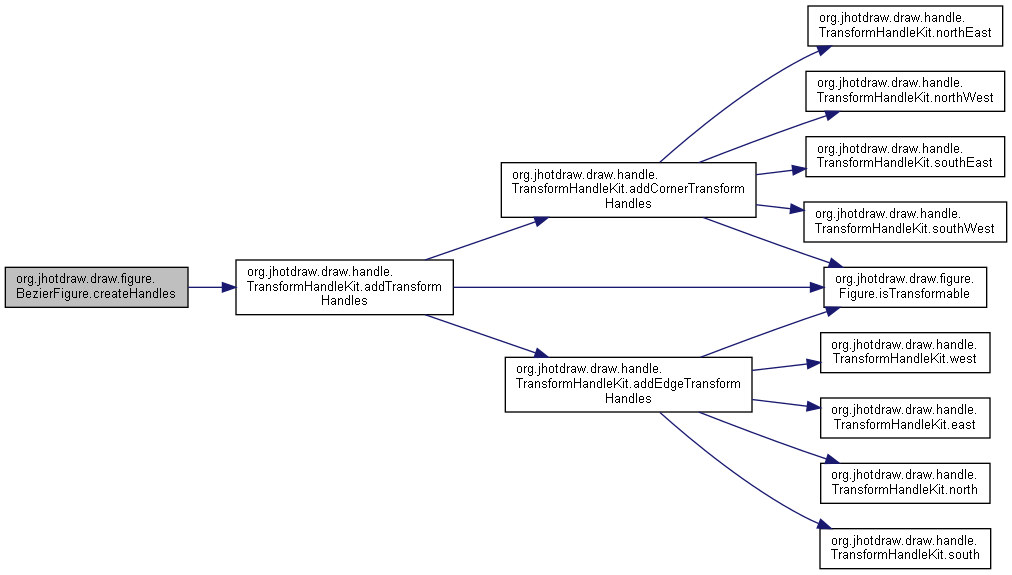 org.jhotdraw.draw.figure.
BezierFigure.createHandles
org.jhotdraw.draw.handle.
TransformHandleKit.addTransform
Handles
org.jhotdraw.draw.handle.
TransformHandleKit.addCornerTransform
Handles
org.jhotdraw.draw.handle.
TransformHandleKit.addEdgeTransform
Handles
org.jhotdraw.draw.handle.
TransformHandleKit.northEast
org.jhotdraw.draw.handle.
TransformHandleKit.northWest
org.jhotdraw.draw.handle.
TransformHandleKit.southEast
org.jhotdraw.draw.handle.
TransformHandleKit.southWest
org.jhotdraw.draw.figure.
Figure.isTransformable
org.jhotdraw.draw.handle.
TransformHandleKit.west
org.jhotdraw.draw.handle.
TransformHandleKit.east
org.jhotdraw.draw.handle.
TransformHandleKit.north
org.jhotdraw.draw.handle.
TransformHandleKit.south